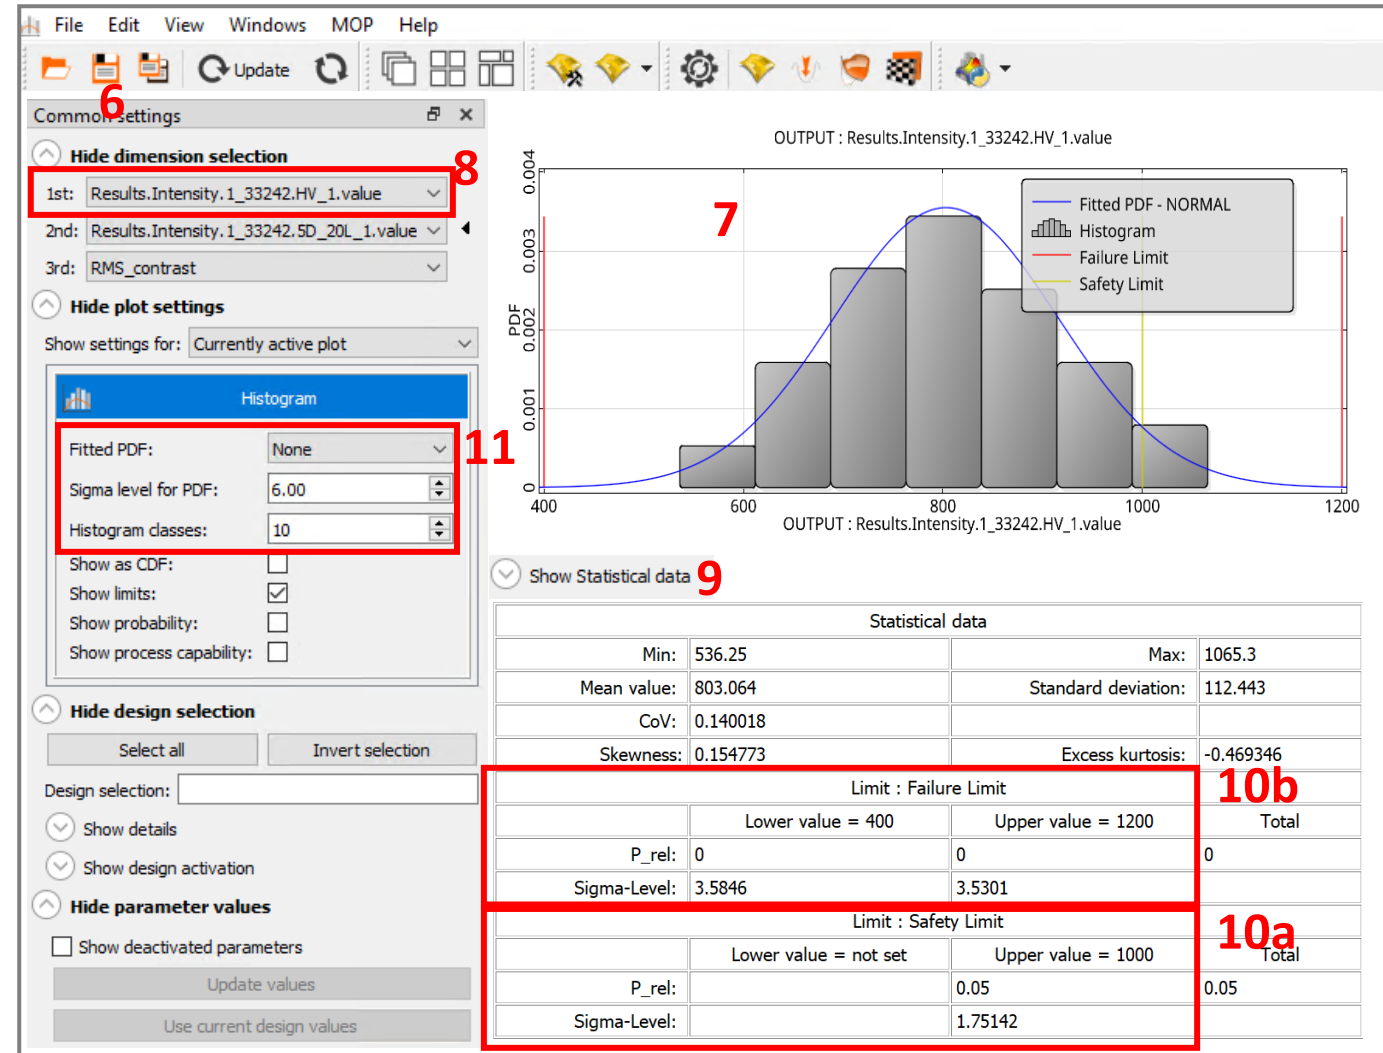 File Edit View Windows MOP Help
Update
6
Common settings
Hide dimension selection
8
1st: Results.Intensity.1_33242.HV_1.value
2nd: Results.Intensity.1_33242.5D_20L_1.value
3rd: RMS_contrast
Hide plot settings
Show settings for: Currently active plot
Histogram
11
Fitted PDF: None
Sigma level for PDF: 6.00
Histogram classes: 10
Show as CDF:
Show limits:
Show probability:
Show process capability:
Hide design selection
Select all Invert selection
Design selection:
Show details
Show design activation
Hide parameter values
Show deactivated parameters
Update values
Use current design values
OUTPUT : Results.Intensity.1_33242.HV_1.value
7
Fitted PDF - NORMAL
Histogram
Failure Limit
Safety Limit
PDF
0.004
0.003
0.002
0.001
0
400 600 800 1000 1200
OUTPUT : Results.Intensity.1_33242.HV_1.value
Show Statistical data 9
Statistical data
Min: 536.25 Max: 1065.3
Mean value: 803.064 Standard deviation: 112.443
CoV: 0.140018
Skewness: 0.154773 Excess kurtosis: -0.469346
Limit : Failure Limit 10b
Lower value = 400 Upper value = 1200 Total
P_rel: 0 0 0
Sigma-Level: 3.5846 3.5301
Limit : Safety Limit 10a
Lower value = not set Upper value = 1000 Total
P_rel: 0.05 0.05
Sigma-Level: 1.75142